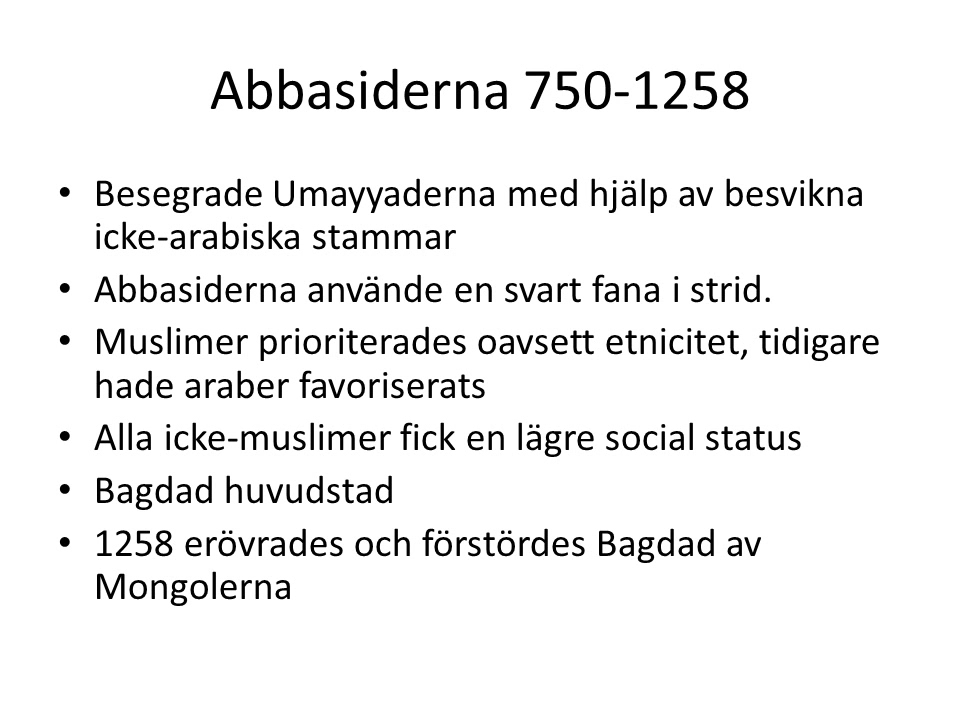 Abbasiderna 750-1258
• Besegrade Umayyaderna med hjälp av besvikna
icke-arabiska stammar
• Abbasiderna använde en svart fana i strid.
• Muslimer prioriterades oavsett etnicitet, tidigare
hade araber favoriserats
• Alla icke-muslimer fick en lägre social status
• Bagdad huvudstad
• 1258 erövrades och förstördes Bagdad av
Mongolerna